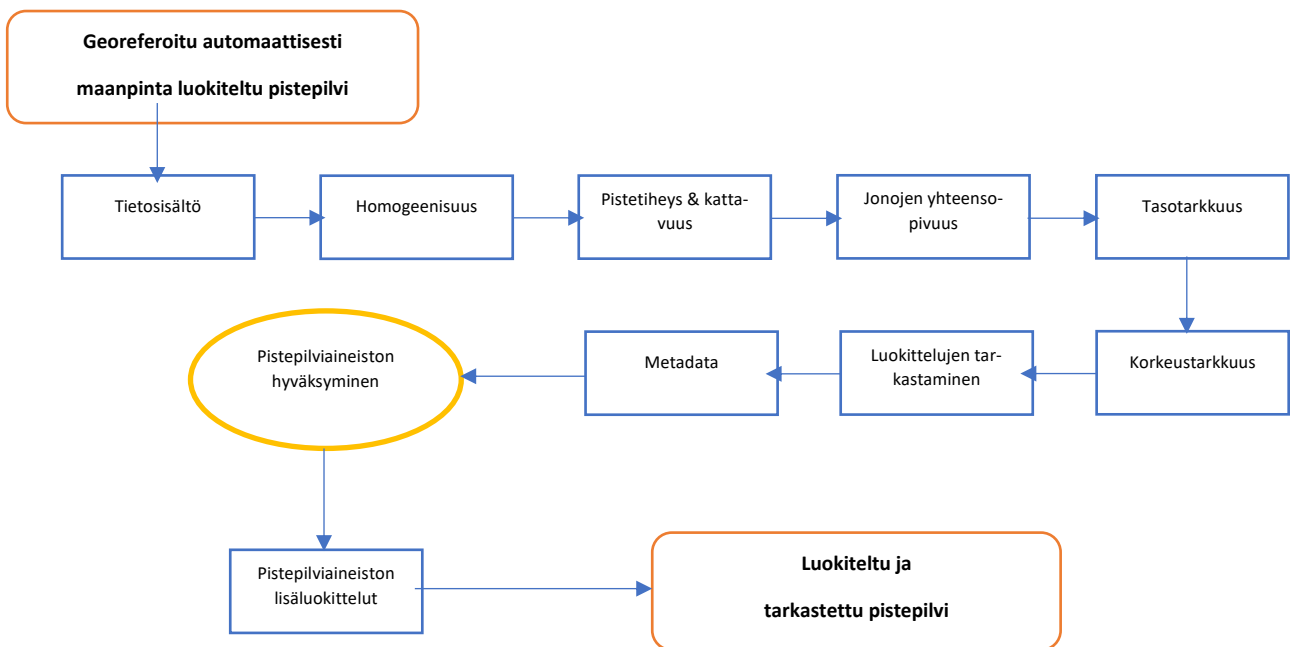 Georeferoitu automaattisesti
maanpinta luokiteltu pistepilvi
Tietosisältö
Homogeenisuus
Pistetiheys & katta-
vuus
Jonojen yhteenso-
pivuus
Tasotarkkuus
Korkeustarkkuus
Luokittelujen tar-
kastaminen
Metadata
Pistepilviaineiston
hyväksyminen
Pistepilviaineiston
lisäluokittelut
Luokiteltu ja
tarkastettu pistepilvi